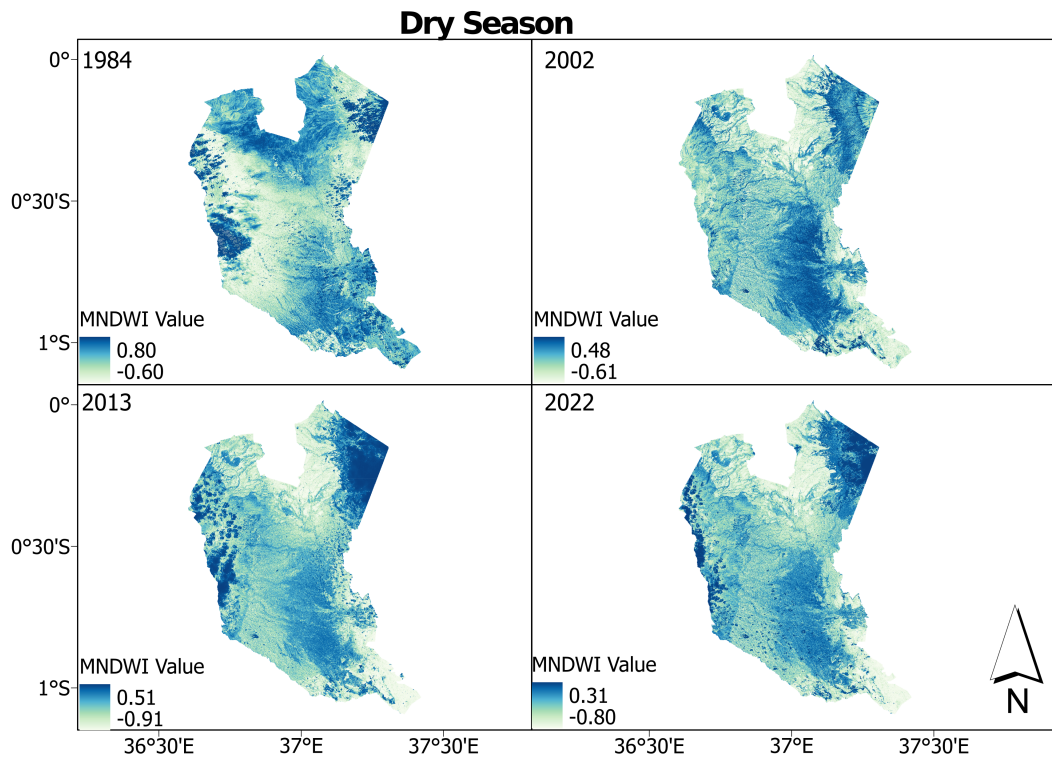 Dry Season
0°
1984
2002
0°30'S
MNDWI Value
0.80
-0.60
1°S
MNDWI Value
0.48
-0.61
0°
2013
2022
0°30'S
MNDWI Value
0.51
-0.91
1°S
MNDWI Value
0.31
-0.80
N
36°30'E
37°E
37°30'E
36°30'E
37°E
37°30'E